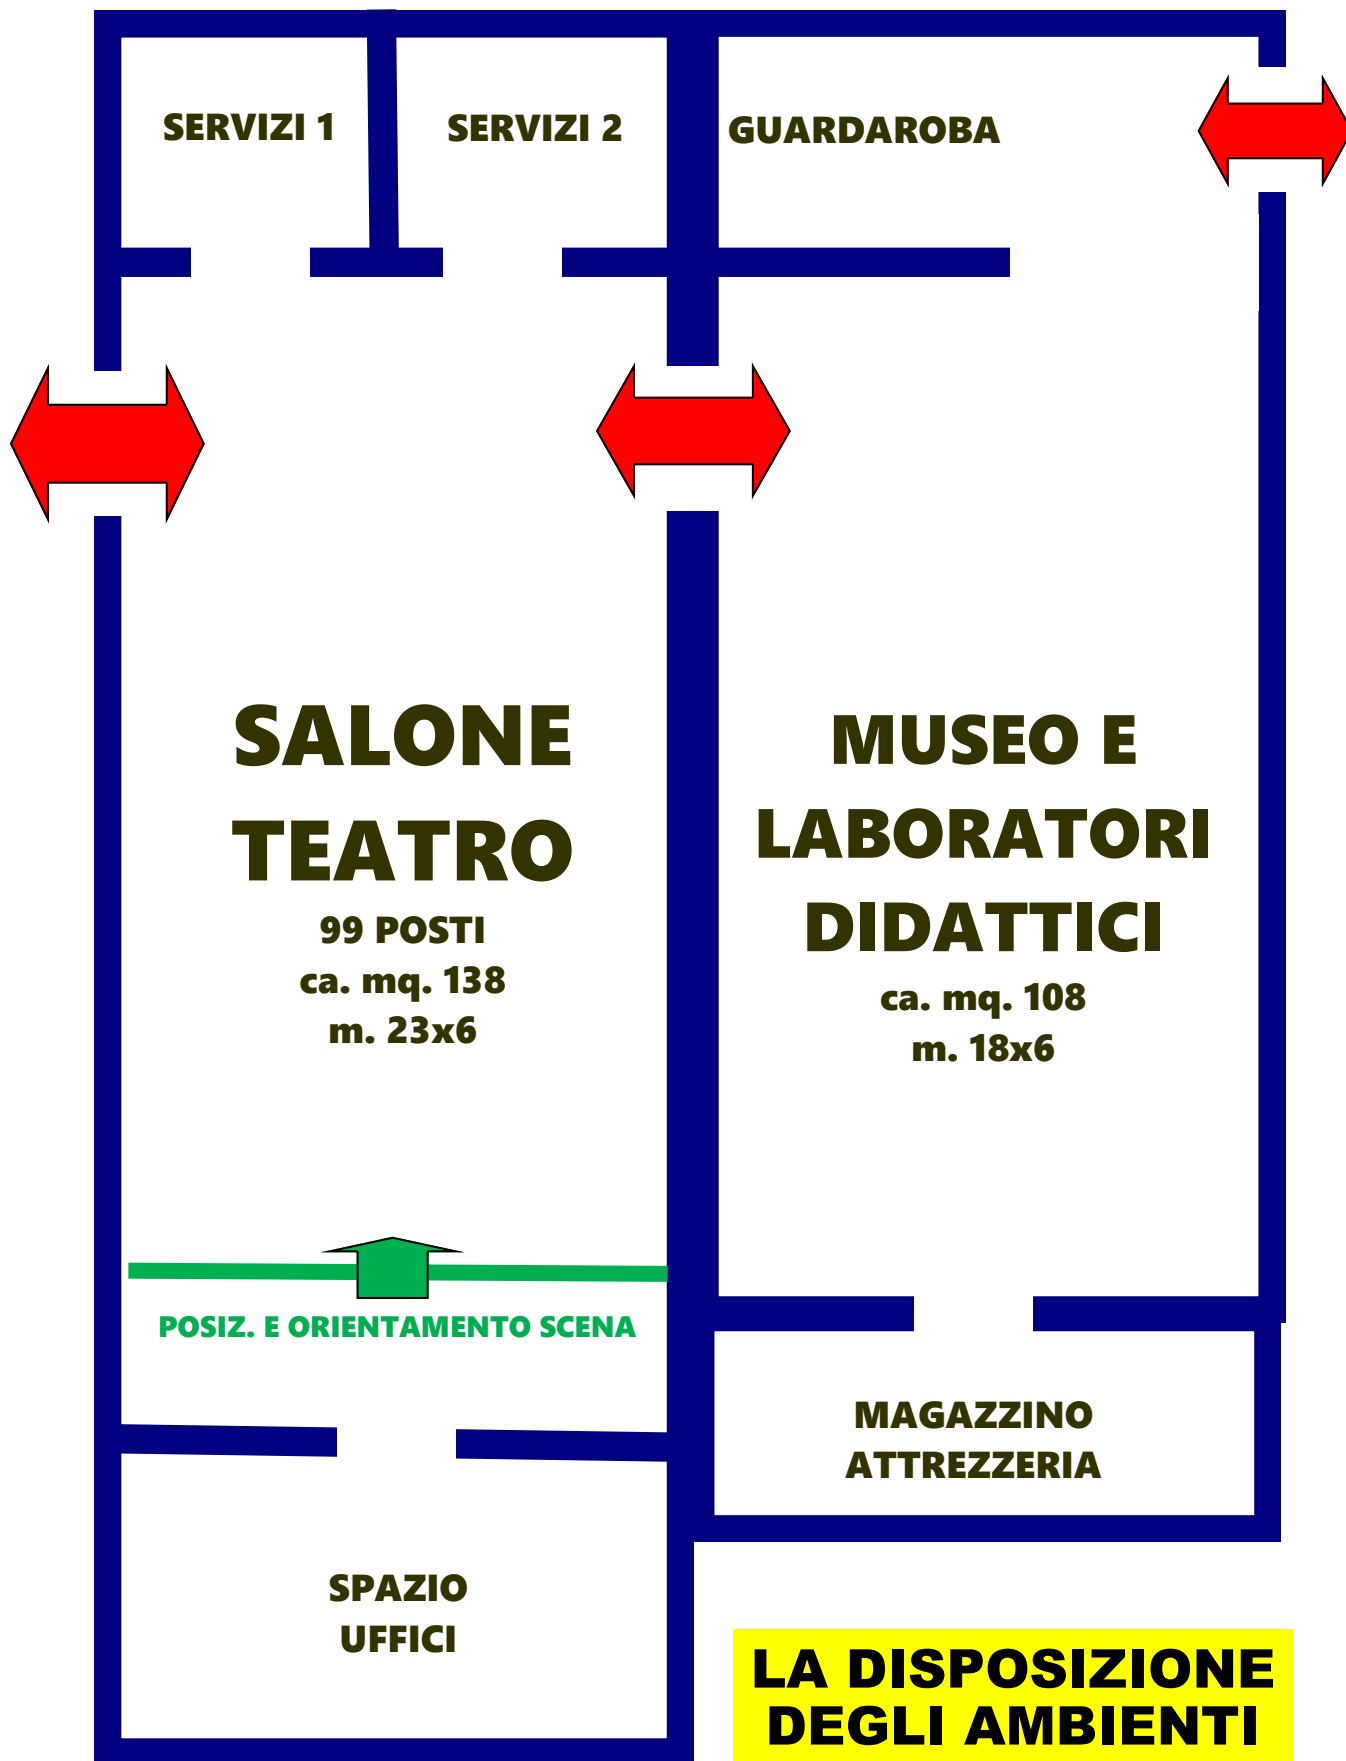 SERVIZI 1
SERVIZI 2
GUARDAROBA
SALONE
TEATRO
99 POSTI
ca. mq. 138
m. 23x6
MUSEO E
LABORATORI
DIDATTICI
ca. mq. 108
m. 18x6
POSIZ. E ORIENTAMENTO SCENA
MAGAZZINO
ATTREZZERIA
SPAZIO
UFFICI
LA DISPOSIZIONE
DEGLI AMBIENTI